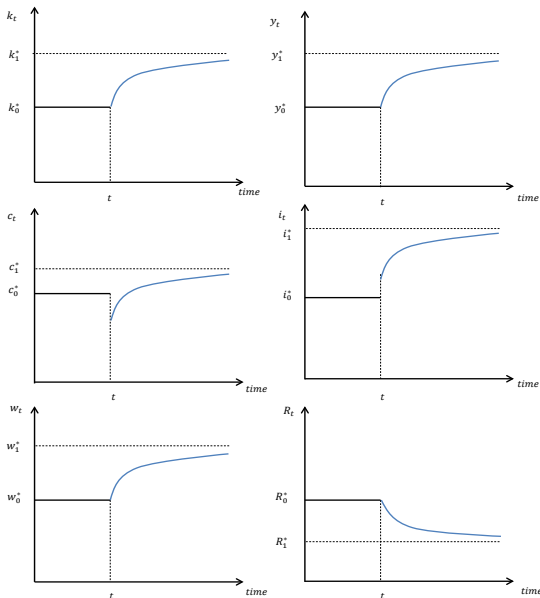 k_t
k_1^*
k_0^*
t
time
y_t
y_1^*
y_0^*
t
time
c_t
c_1^*
c_0^*
t
time
i_t
i_1^*
i_0^*
t
time
w_t
w_1^*
w_0^*
t
time
R_t
R_0^*
R_1^*
t
time